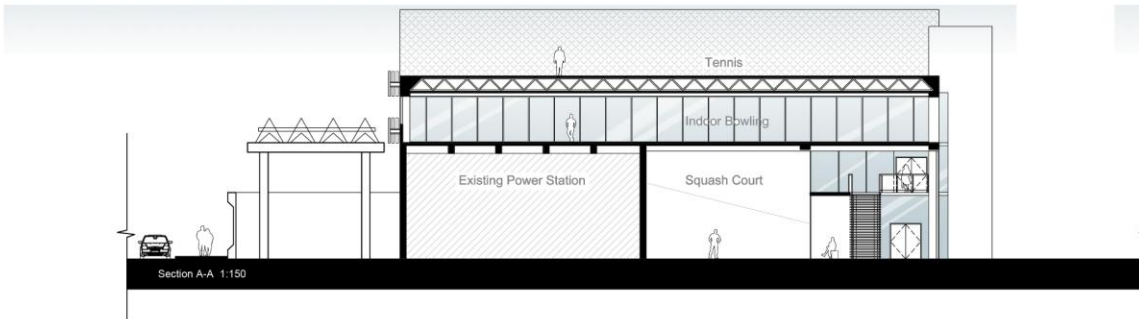 Tennis
Indoor Bowling
Existing Power Station
Squash Court
Section A-A 1:150